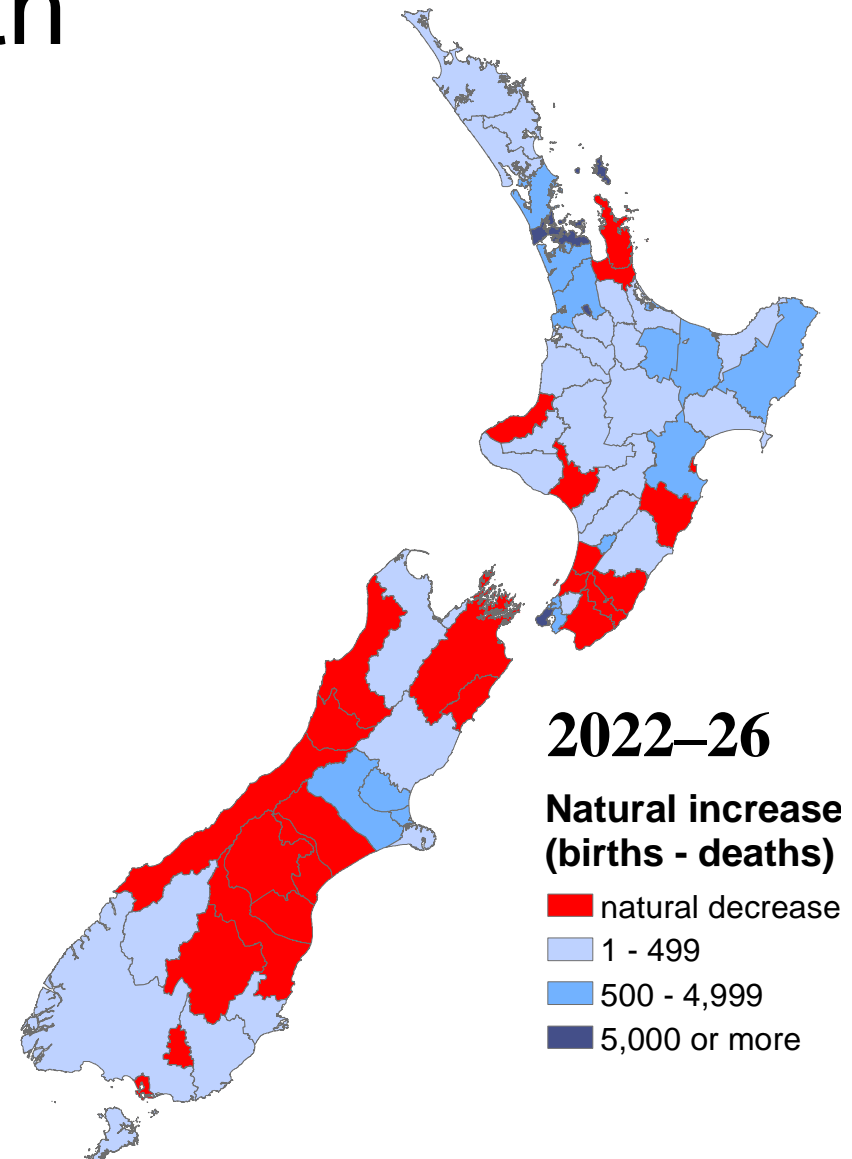 2022–26
Natural increase
(births - deaths)
natural decrease
1 - 499
500 - 4,999
5,000 or more